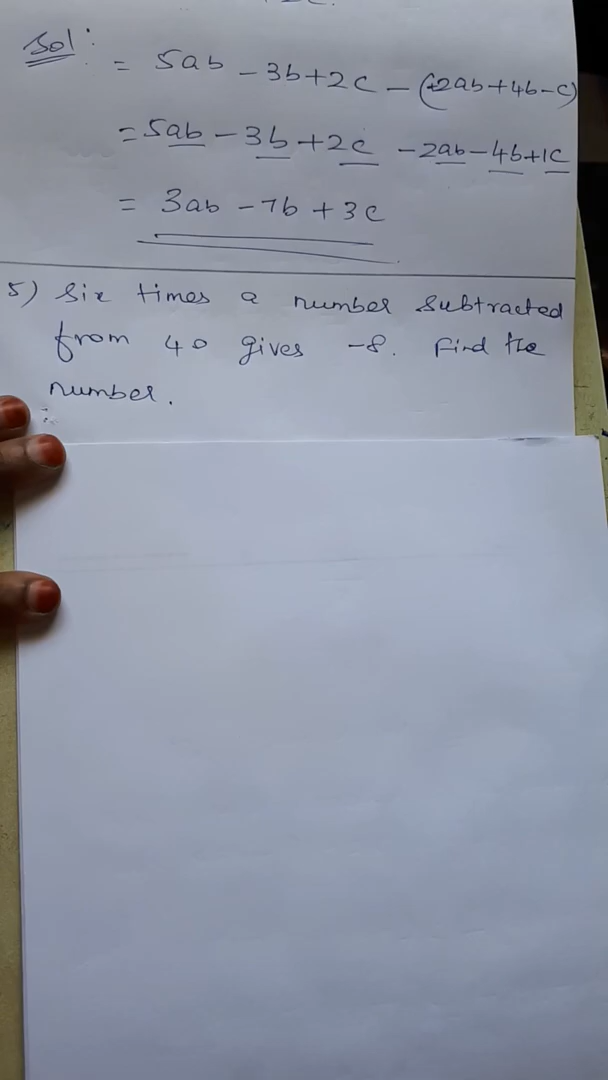 Sol:
= 5ab - 3b + 2c - (+2ab + 4b - c)
= 5ab - 3b + 2c - 2ab - 4b + 1c
= 3ab - 7b + 3c
5) Six times a number subtracted
from 40 gives -8. Find the
number.